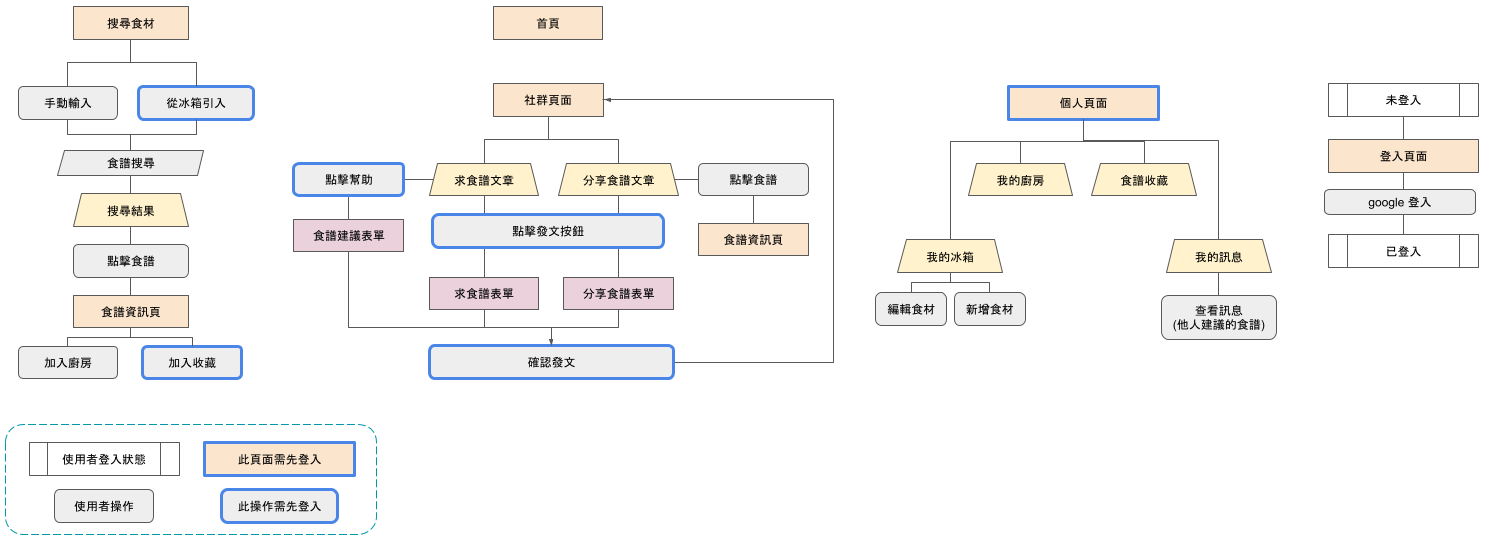 搜尋食材
手動輸入
從冰箱引入
食譜搜尋
搜尋結果
點擊食譜
食譜資訊頁
加入廚房
加入收藏
首頁
社群頁面
點擊幫助
求食譜文章
分享食譜文章
點擊食譜
食譜建議表單
點擊發文按鈕
食譜資訊頁
求食譜表單
分享食譜表單
確認發文
個人頁面
我的廚房
食譜收藏
我的冰箱
我的訊息
編輯食材
新增食材
查看訊息
(他人建議的食譜)
未登入
登入頁面
google 登入
已登入
使用者登入狀態
此頁面需先登入
使用者操作
此操作需先登入